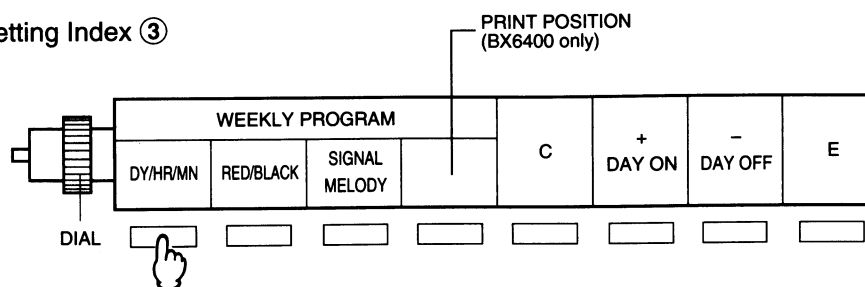 etting Index ③
PRINT POSITION
(BX6400 only)
WEEKLY PROGRAM
DY/HR/MN
RED/BLACK
SIGNAL
MELODY
C
+
DAY ON
–
DAY OFF
E
DIAL